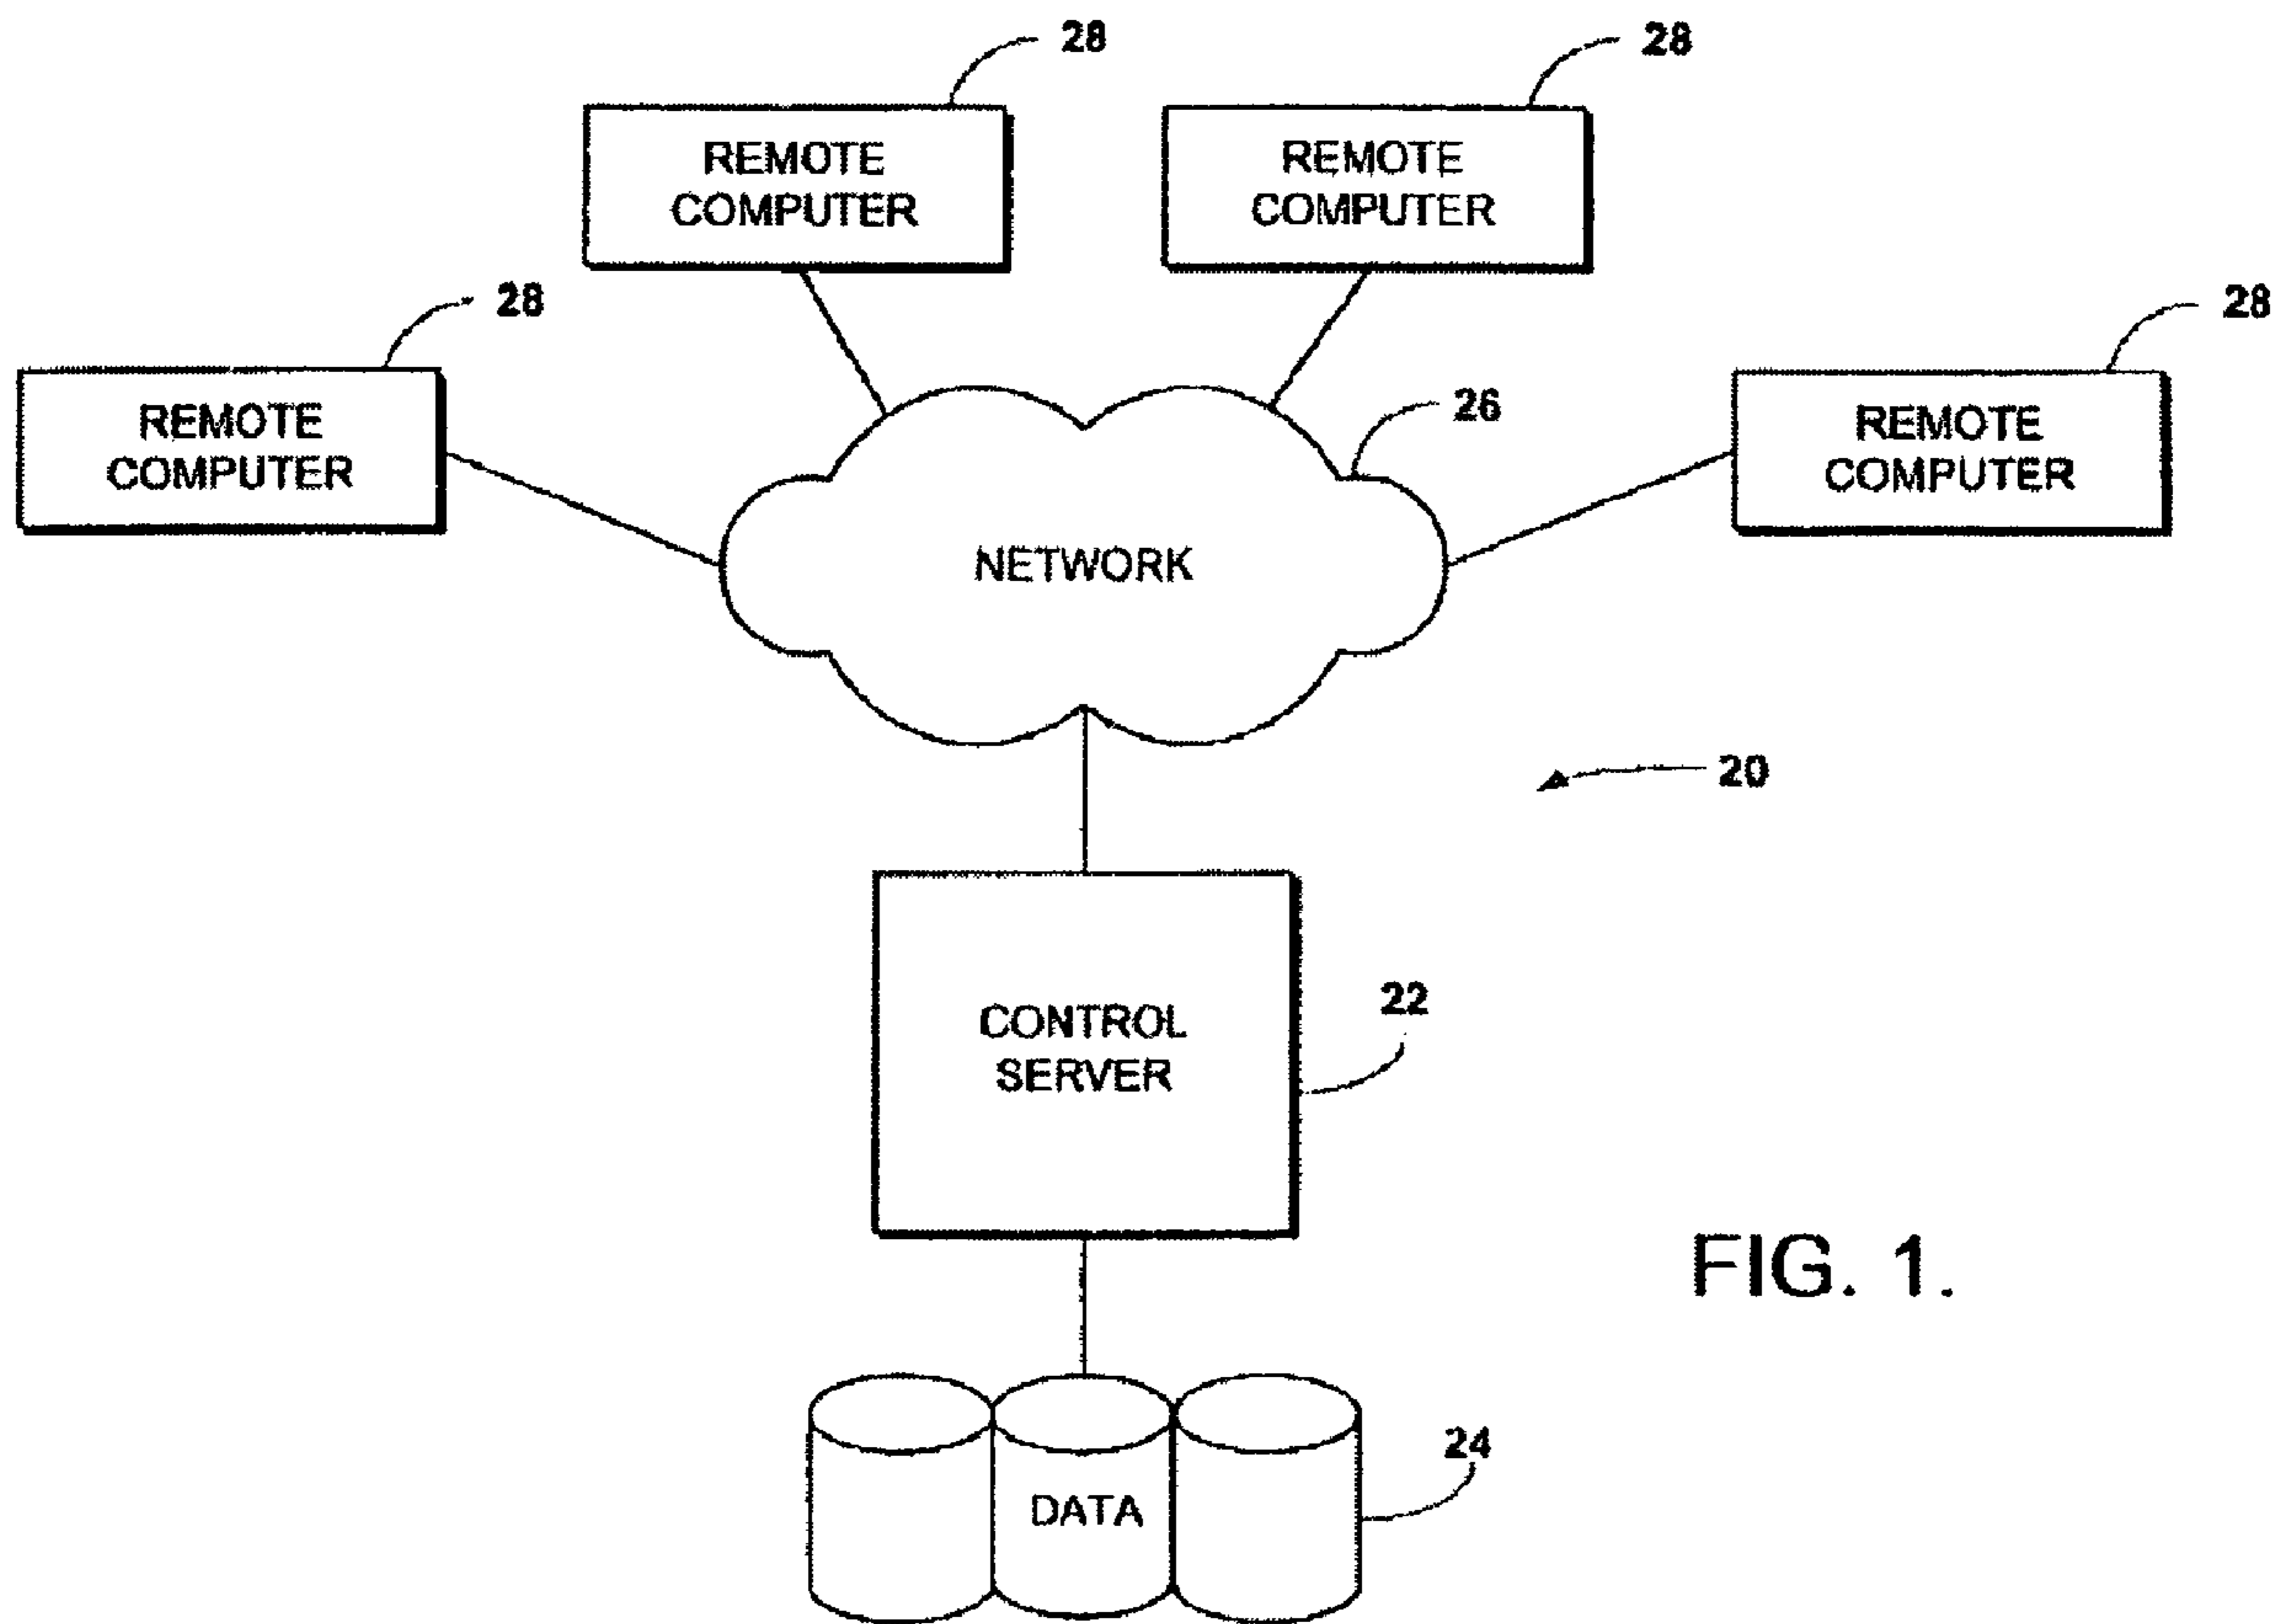 28
28
REMOTE
COMPUTER
REMOTE
COMPUTER
28
28
REMOTE
COMPUTER
26
REMOTE
COMPUTER
NETWORK
20
CONTROL
SERVER
22
FIG. 1.
24
DATA